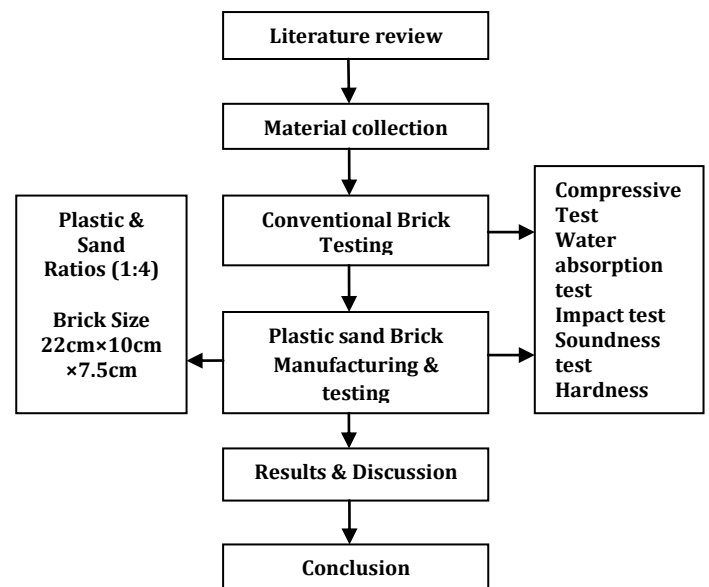 Literature review
Material collection
Conventional Brick
Testing
Plastic &
Sand
Ratios (1:4)
Brick Size
22cm×10cm
×7.5cm
Plastic sand Brick
Manufacturing &
testing
Compressive
Test
Water
absorption
test
Impact test
Soundness
test
Hardness
Results & Discussion
Conclusion